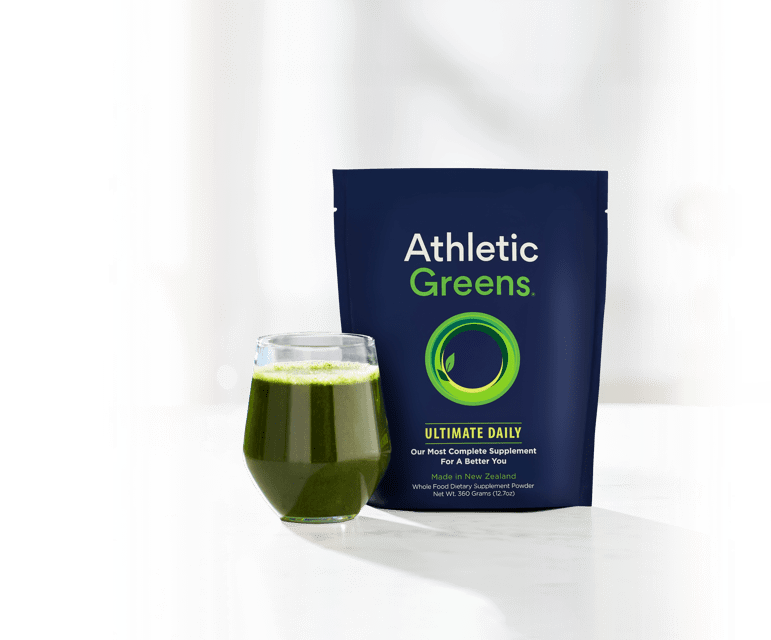 Athletic
Greens®
ULTIMATE DAILY
Our Most Complete Supplement
For A Better You
Made in New Zealand
Whole Food Dietary Supplement Powder
Net Wt. 360 Grams (12.7oz)